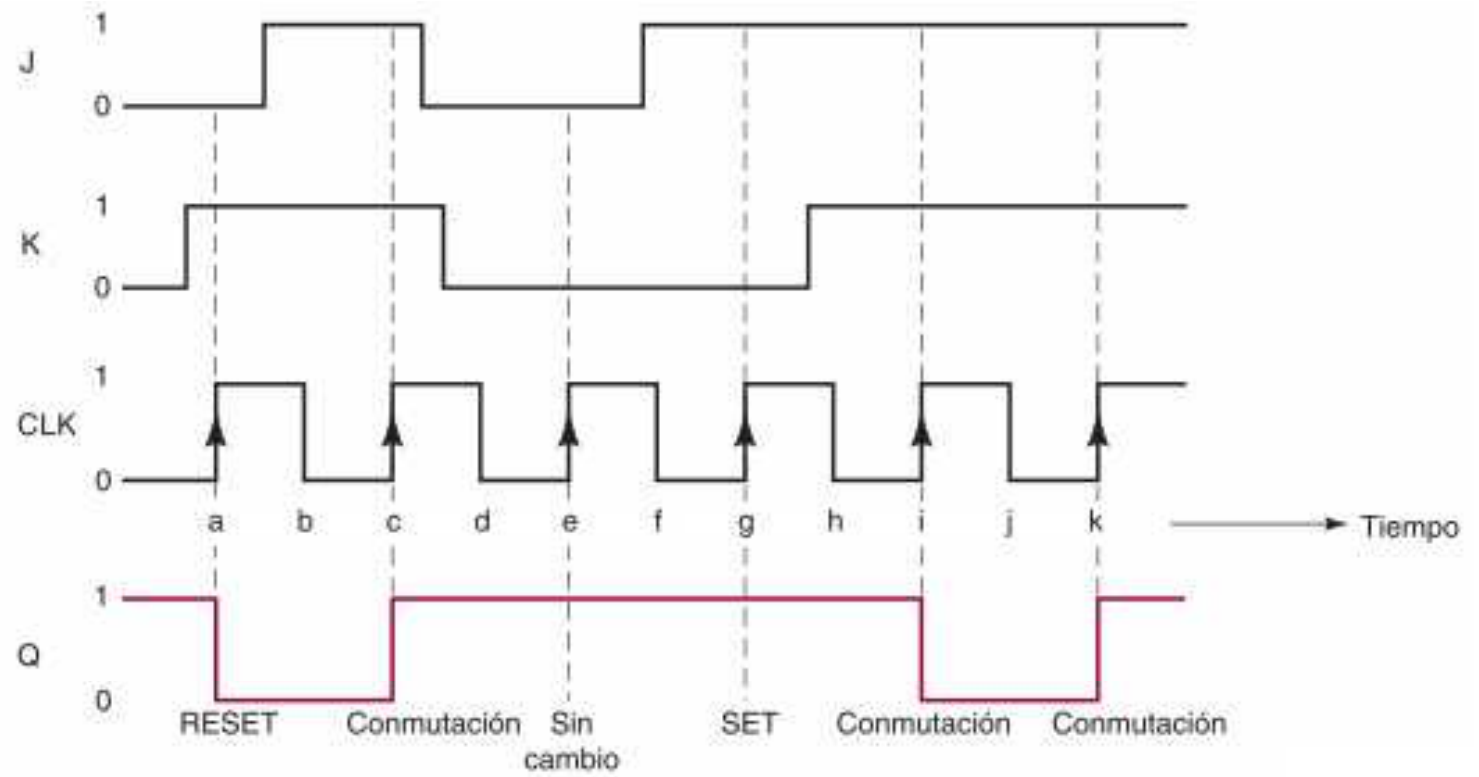 1
J
0
1
K
0
1
CLK
0
a b c d e f g h i j k Tiempo
1
Q
0
RESET Conmutación Sin cambio SET Conmutación Conmutación